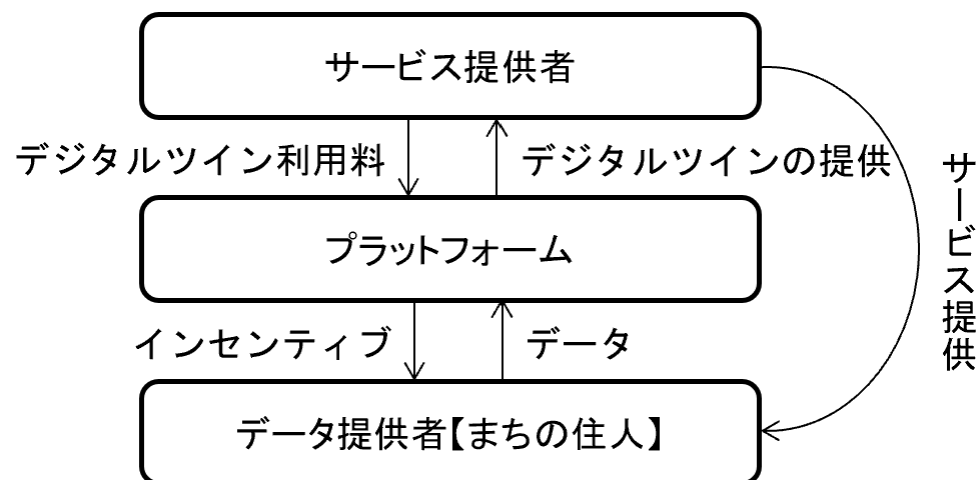 サービス提供者
デジタルツイン利用料
デジタルツインの提供
サービス提供
プラットフォーム
インセンティブ
データ
データ提供者【まちの住人】